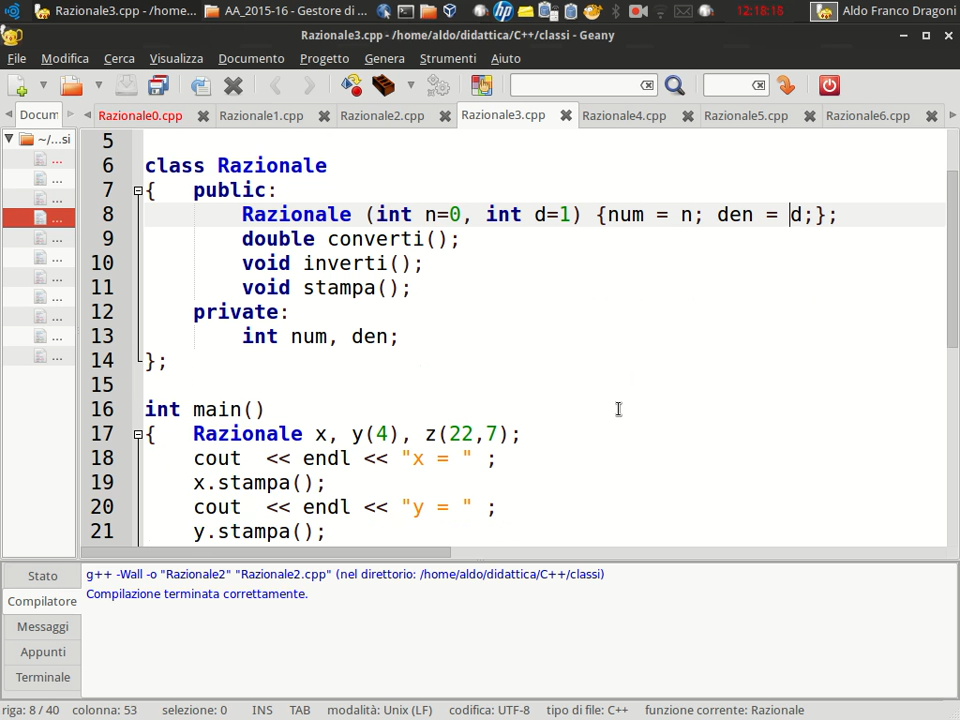 Razionale3.cpp - /home... AA_2015-16 - Gestore di ... hp 12:18:18 Aldo Franco Dragoni
Razionale3.cpp - /home/aldo/didattica/C++/classi - Geany
File Modifica Cerca Visualizza Documento Progetto Genera Strumenti Aiuto
Docum Razionale0.cpp Razionale1.cpp Razionale2.cpp Razionale3.cpp Razionale4.cpp Razionale5.cpp Razionale6.cpp
~/...si
...
...
...
...
...
...
...
...
...
...
...
5
6 class Razionale
7 { public:
8 Razionale (int n=0, int d=1) {num = n; den = d;};
9 double converti();
10 void inverti();
11 void stampa();
12 private:
13 int num, den;
14 };
15
16 int main()
17 { Razionale x, y(4), z(22,7);
18 cout << endl << "x = " ;
19 x.stampa();
20 cout << endl << "y = " ;
21 y.stampa();
Stato
Compilatore
Messaggi
Appunti
Terminale
g++ -Wall -o "Razionale2" "Razionale2.cpp" (nel direttorio: /home/aldo/didattica/C++/classi)
Compilazione terminata correttamente.
riga: 8 / 40 colonna: 53 selezione: 0 INS TAB modalità: Unix (LF) codifica: UTF-8 tipo di file: C++ funzione corrente: Razionale